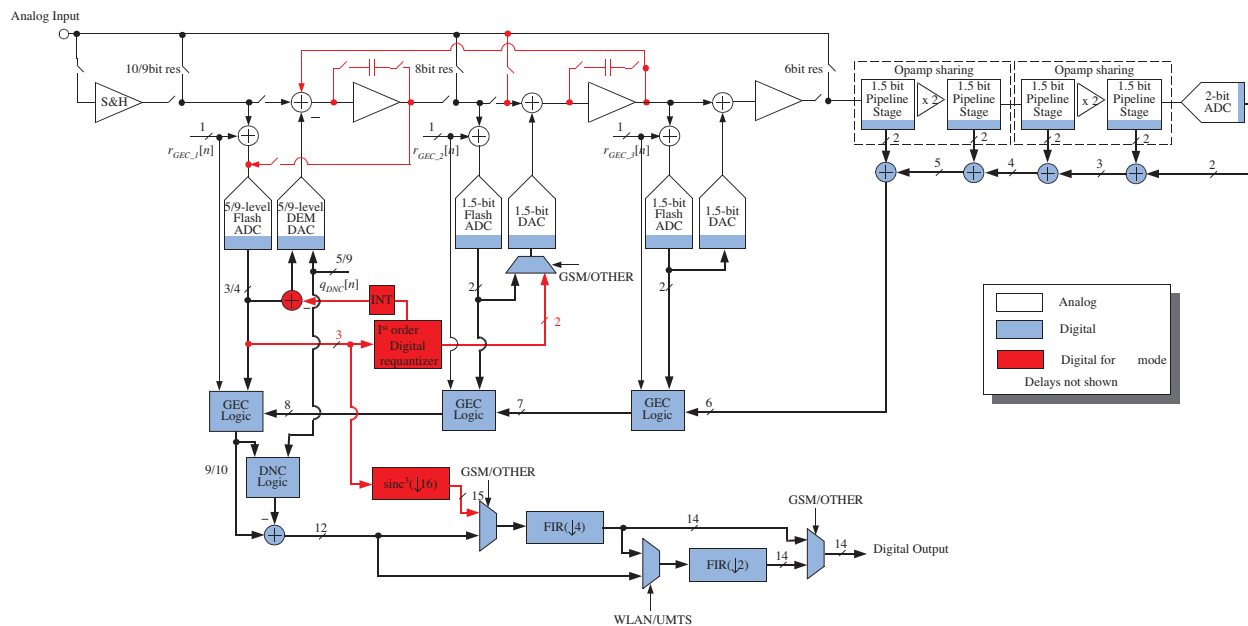 Analog Input
S&H
10/9bit res
8bit res
6bit res
Opamp sharing
Opamp sharing
1.5 bit
Pipeline
Stage
x 2
1.5 bit
Pipeline
Stage
1.5 bit
Pipeline
Stage
x 2
1.5 bit
Pipeline
Stage
2-bit
ADC
1
r_GEC_1[n]
1
r_GEC_2[n]
1
r_GEC_3[n]
2
2
2
2
5
4
3
2
5/9-level
Flash
ADC
5/9-level
DEM
DAC
1.5-bit
Flash
ADC
1.5-bit
DAC
1.5-bit
Flash
ADC
1.5-bit
DAC
5/9
q_DNC[n]
GSM/OTHER
3/4
2
2
INT
1st order
Digital
requantizer
3
2
Analog
Digital
Digital for mode
Delays not shown
GEC
Logic
8
GEC
Logic
7
GEC
Logic
6
9/10
DNC
Logic
sinc³(↓16)
15
GSM/OTHER
12
FIR(↓4)
14
GSM/OTHER
FIR(↓2)
14
14
Digital Output
WLAN/UMTS